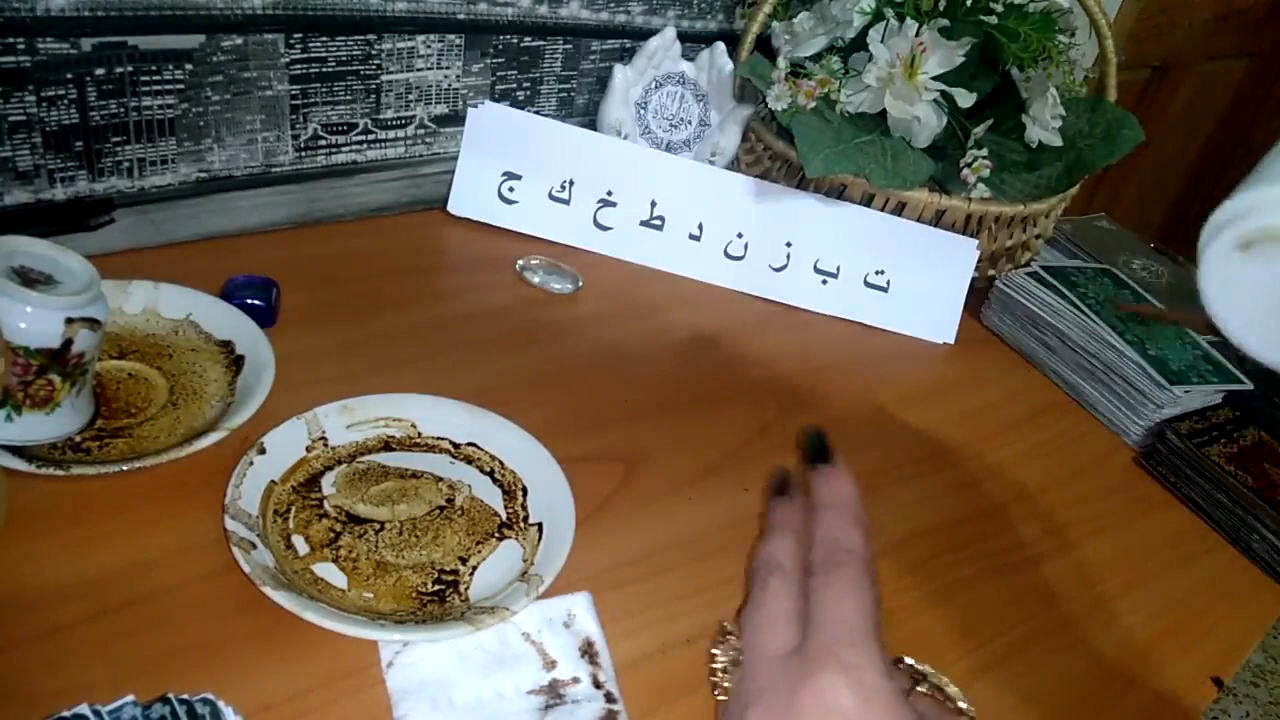 ت ب ز ن د ط خ ك ج